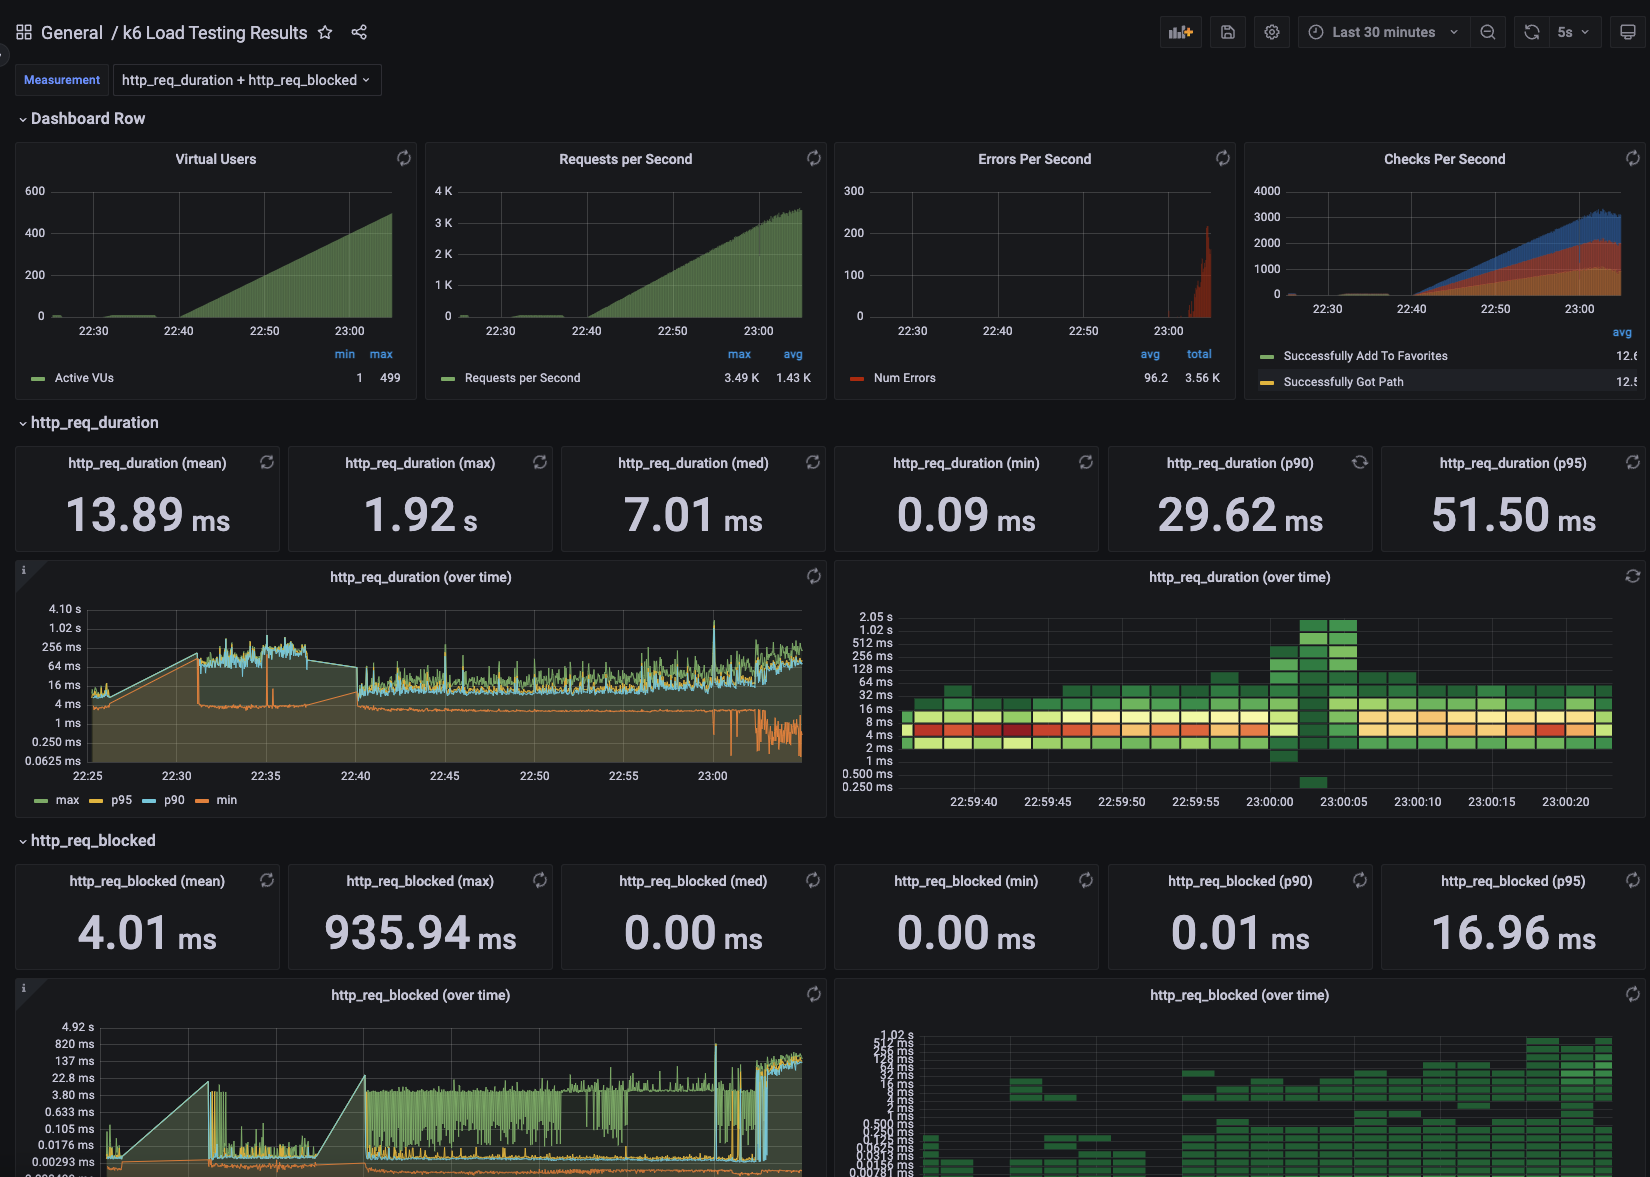 General / k6 Load Testing Results
Last 30 minutes
5s
Measurement
http_req_duration + http_req_blocked
Dashboard Row
Virtual Users
600
400
200
0
22:30 22:40 22:50 23:00
min max
Active VUs 1 499
Requests per Second
4 K
3 K
2 K
1 K
0
22:30 22:40 22:50 23:00
max avg
Requests per Second 3.49 K 1.43 K
Errors Per Second
300
200
100
0
22:30 22:40 22:50 23:00
avg total
Num Errors 96.2 3.56 K
Checks Per Second
4000
3000
2000
1000
0
22:30 22:40 22:50 23:00
avg
Successfully Add To Favorites 12.6
Successfully Got Path 12.5
http_req_duration
http_req_duration (mean)
13.89 ms
http_req_duration (max)
1.92 s
http_req_duration (med)
7.01 ms
http_req_duration (min)
0.09 ms
http_req_duration (p90)
29.62 ms
http_req_duration (p95)
51.50 ms
http_req_duration (over time)
4.10 s
1.02 s
256 ms
64 ms
16 ms
4 ms
1 ms
0.250 ms
0.0625 ms
22:25 22:30 22:35 22:40 22:45 22:50 22:55 23:00
max p95 p90 min
http_req_duration (over time)
2.05 s
1.02 s
512 ms
256 ms
128 ms
64 ms
32 ms
16 ms
8 ms
4 ms
2 ms
1 ms
0.500 ms
0.250 ms
22:59:40 22:59:45 22:59:50 22:59:55 23:00:00 23:00:05 23:00:10 23:00:15 23:00:20
http_req_blocked
http_req_blocked (mean)
4.01 ms
http_req_blocked (max)
935.94 ms
http_req_blocked (med)
0.00 ms
http_req_blocked (min)
0.00 ms
http_req_blocked (p90)
0.01 ms
http_req_blocked (p95)
16.96 ms
http_req_blocked (over time)
4.92 s
820 ms
137 ms
22.8 ms
3.80 ms
0.633 ms
0.105 ms
0.0176 ms
0.00293 ms
http_req_blocked (over time)
1.02 s
512 ms
256 ms
128 ms
64 ms
32 ms
16 ms
8 ms
4 ms
2 ms
1 ms
0.500 ms
0.250 ms
0.125 ms
0.0625 ms
0.0313 ms
0.0156 ms
0.00781 ms